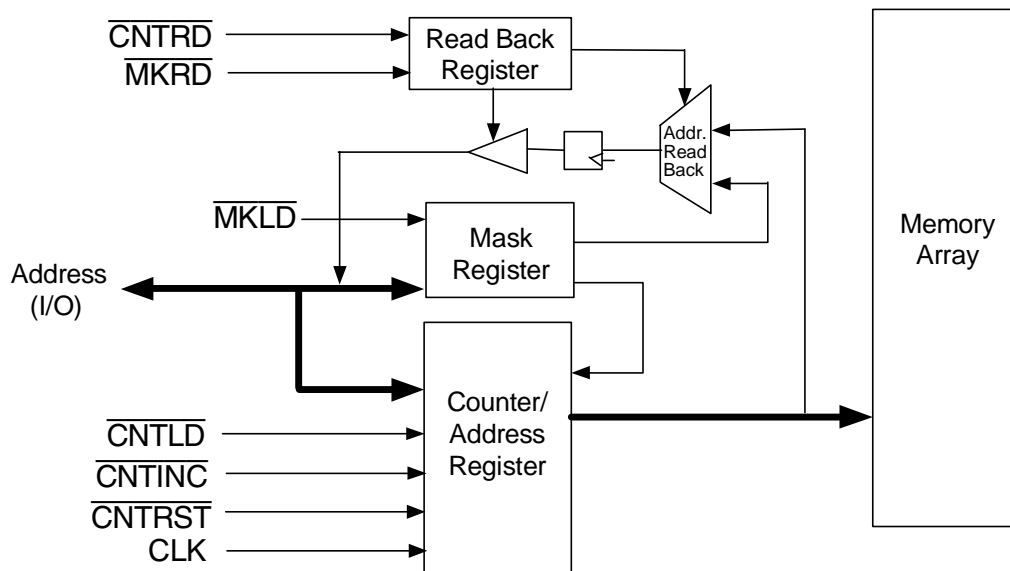 CNTRD
MKRD
Read Back
Register
Addr.
Read
Back
MKLD
Mask
Register
Memory
Array
Address
(I/O)
Counter/
Address
Register
CNTLD
CNTINC
CNTRST
CLK